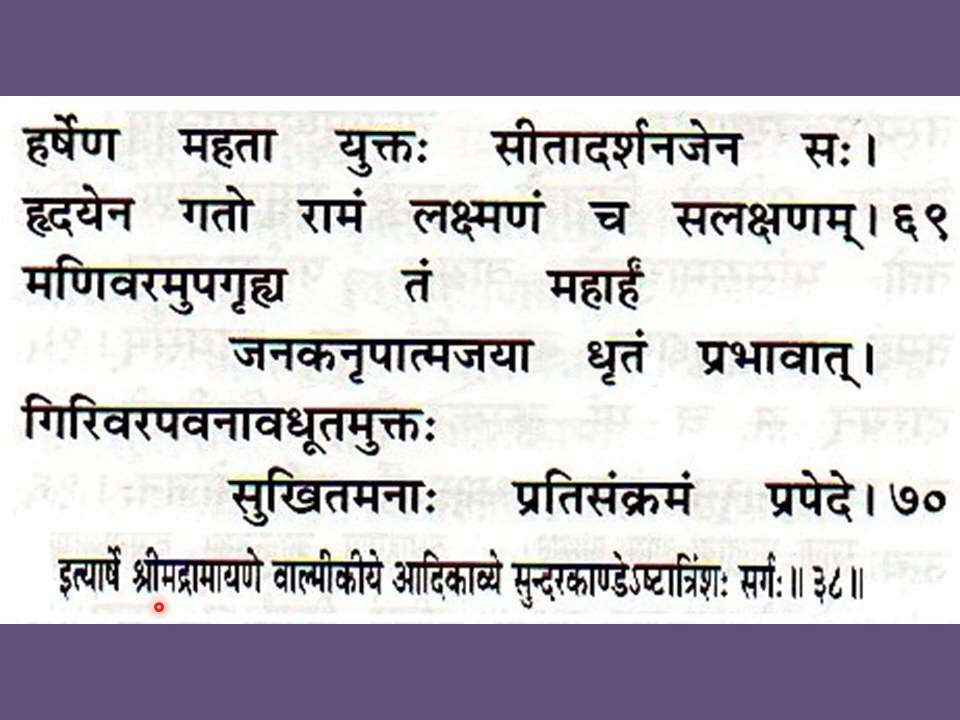 हर्षेण महता युक्तः सीतादर्शनजेन सः।
हृदयेन गतो रामं लक्ष्मणं च सलक्षणम्। ६९
मणिवरमुपगृह्य तं महार्हं
जनकनृपात्मजया धृतं प्रभावात्।
गिरिवरपवनावधूतमुक्तः
सुखितमनाः प्रतिसंक्रमं प्रपेदे। ७०
इत्यार्षे श्रीमद्रामायणे वाल्मीकीये आदिकाव्ये सुन्दरकाण्डेऽष्टात्रिंशः सर्गः॥ ३८॥